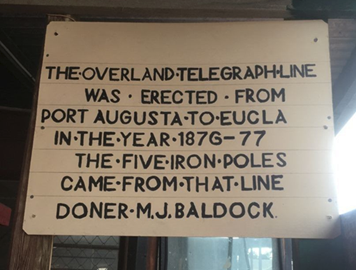 THE·OVERLAND·TELEGRAPH·LINE
WAS · ERECTED · FROM
PORT AUGUSTA·TO·EUCLA
IN·THE·YEAR·1876-77
THE·FIVE·IRON·POLES
CAME·FROM·THAT·LINE
DONER·M.J.BALDOCK.